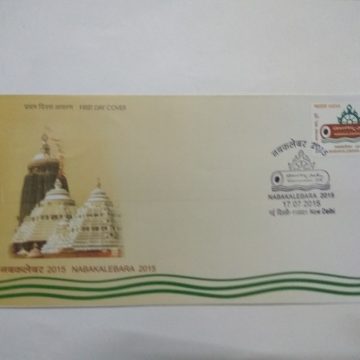 प्रथम दिवस आवरण FIRST DAY COVER
भारत INDIA
नबकलेबर 2015
NABAKALEBARA 2015
17.07.2015
नई दिल्ली New Delhi
नबकलेबर 2015 NABAKALEBARA 2015